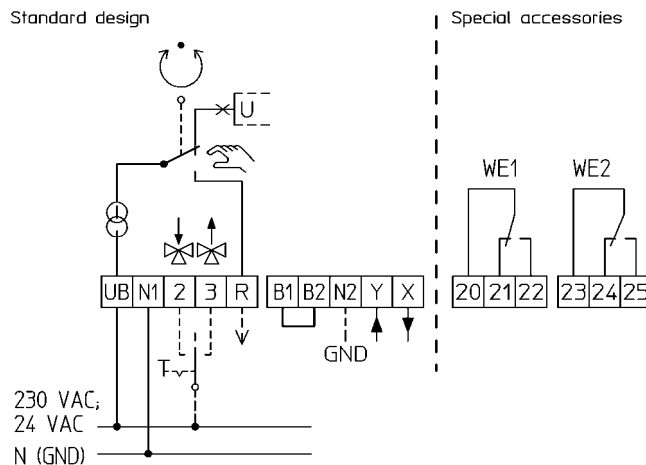 Standard design
Special accessories
U
WE1
WE2
UB N1 2 3 R
B1 B2 N2 Y X
20 21 22
23 24 25
GND
230 VAC;
24 VAC
N (GND)